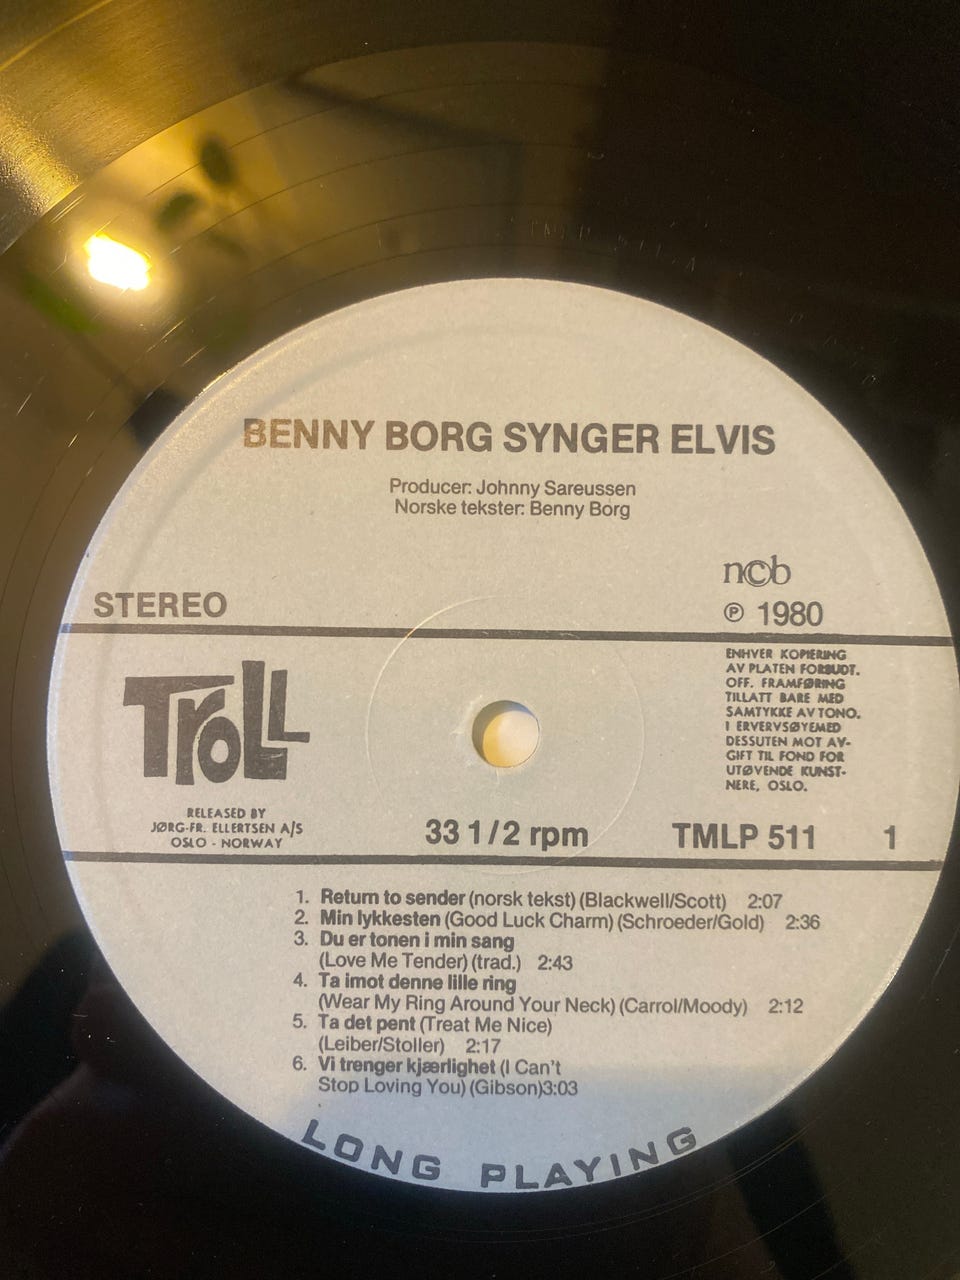 BENNY BORG SYNGER ELVIS
Producer: Johnny Sareussen
Norske tekster: Benny Borg
ncb
STEREO
℗ 1980
TROLL
RELEASED BY
JØRG-FR. ELLERTSEN A/S
OSLO - NORWAY
ENHVER KOPIERING
AV PLATEN FORBUDT.
OFF. FRAMFØRING
TILLATT BARE MED
SAMTYKKE AV TONO.
I ERVERVSØYEMED
DESSUTEN MOT AV-
GIFT TIL FOND FOR
UTØVENDE KUNST-
NERE, OSLO.
33 1/2 rpm
TMLP 511 1
1. Return to sender (norsk tekst) (Blackwell/Scott) 2:07
2. Min lykkesten (Good Luck Charm) (Schroeder/Gold) 2:36
3. Du er tonen i min sang
(Love Me Tender) (trad.) 2:43
4. Ta imot denne lille ring
(Wear My Ring Around Your Neck) (Carrol/Moody) 2:12
5. Ta det pent (Treat Me Nice)
(Leiber/Stoller) 2:17
6. Vi trenger kjærlighet (I Can't
Stop Loving You) (Gibson)3:03
LONG PLAYING